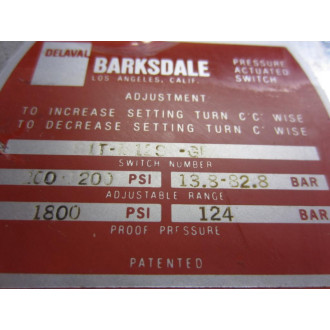 DELAVAL
BARKSDALE
LOS ANGELES, CALIF.
PRESSURE
ACTUATED
SWITCH
ADJUSTMENT
TO INCREASE SETTING TURN C'C' WISE
TO DECREASE SETTING TURN C' WISE
SWITCH NUMBER
PSI 13.8-82.8 BAR
ADJUSTABLE RANGE
1800 PSI 124 BAR
PROOF PRESSURE
PATENTED